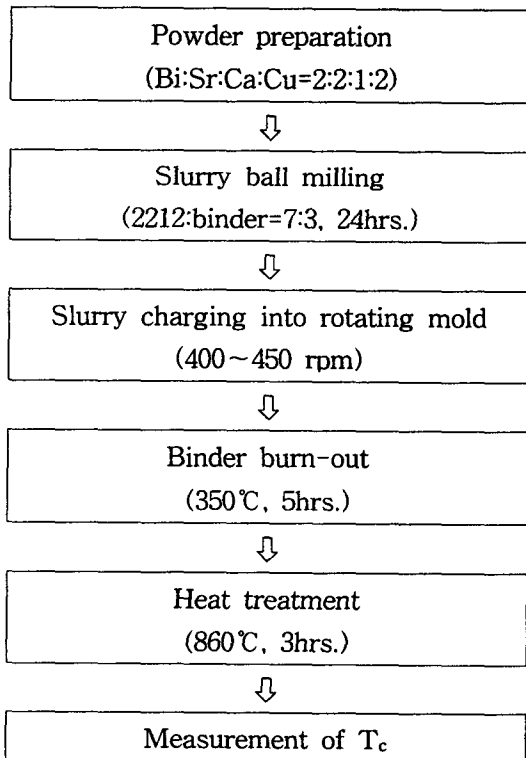 Powder preparation
(Bi:Sr:Ca:Cu=2:2:1:2)
Slurry ball milling
(2212:binder=7:3, 24hrs.)
Slurry charging into rotating mold
(400~450 rpm)
Binder burn-out
(350℃, 5hrs.)
Heat treatment
(860℃, 3hrs.)
Measurement of Tc